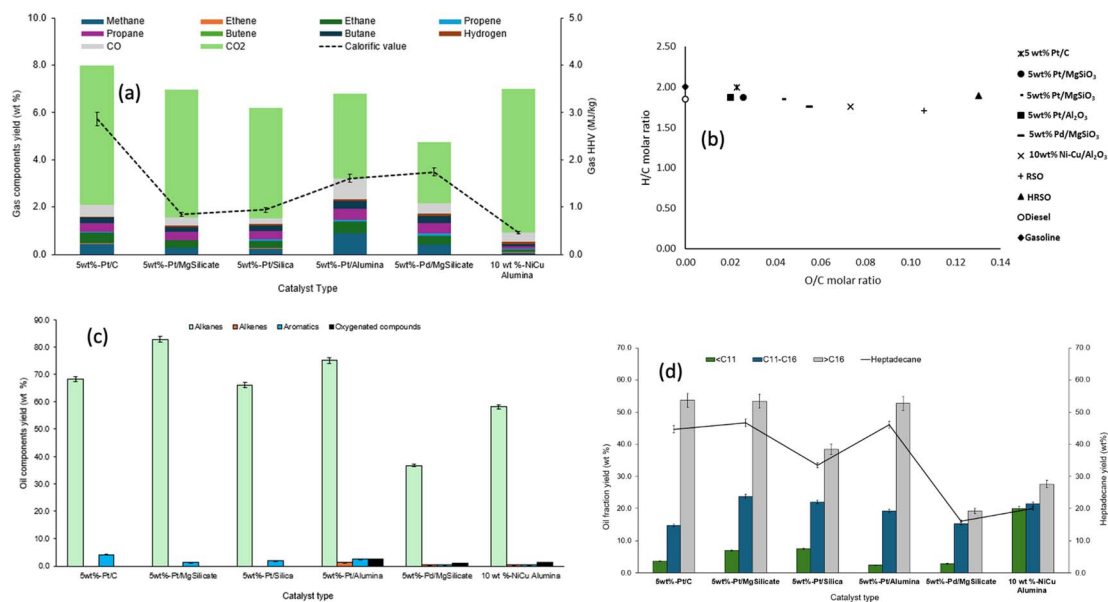 Methane Ethene Ethane Propene
Propane Butene Butane Hydrogen
CO CO2 Calorific value
(a)
Gas components yield (wt %)
10.0
8.0
6.0
4.0
2.0
0.0
5.0
4.0
3.0
2.0
1.0
0.0
Gas HHV (MJ/kg)
5wt%-Pt/C 5wt%-Pt/MgSilicate 5wt%-Pt/Silica 5wt%-Pt/Alumina 5wt%-Pd/MgSilicate 10 wt %-NiCu
Alumina
Catalyst Type
(b)
H/C molar ratio
2.50
2.00
1.50
1.00
0.50
0.00
0.00 0.02 0.04 0.06 0.08 0.10 0.12 0.14
O/C molar ratio
5 wt% Pt/C
5wt% Pt/MgSiO₃
5wt% Pt/MgSiO₃
5wt% Pt/Al₂O₃
5wt% Pd/MgSiO₃
10wt% Ni-Cu/Al₂O₃
RSO
HRSO
Diesel
Gasoline
(c)
Alkanes Alkenes Aromatics Oxygenated compounds
Oil components yield (wt %)
90.0
80.0
70.0
60.0
50.0
40.0
30.0
20.0
10.0
0.0
5wt%-Pt/C 5wt%-Pt/MgSilicate 5wt%-Pt/Silica 5wt%-Pt/Alumina 5wt%-Pd/MgSilicate 10 wt %-NiCu Alumina
Catalyst type
(d)
<C11 C11-C16 >C16 Heptadecane
Oil fraction yield (wt %)
70.0
60.0
50.0
40.0
30.0
20.0
10.0
0.0
70.0
60.0
50.0
40.0
30.0
20.0
10.0
0.0
Heptadecane yield (wt%)
5wt%-Pt/C 5wt%-Pt/MgSilicate 5wt%-Pt/Silica 5wt%-Pt/Alumina 5wt%-Pd/MgSilicate 10 wt %-NiCu
Alumina
Catalyst type